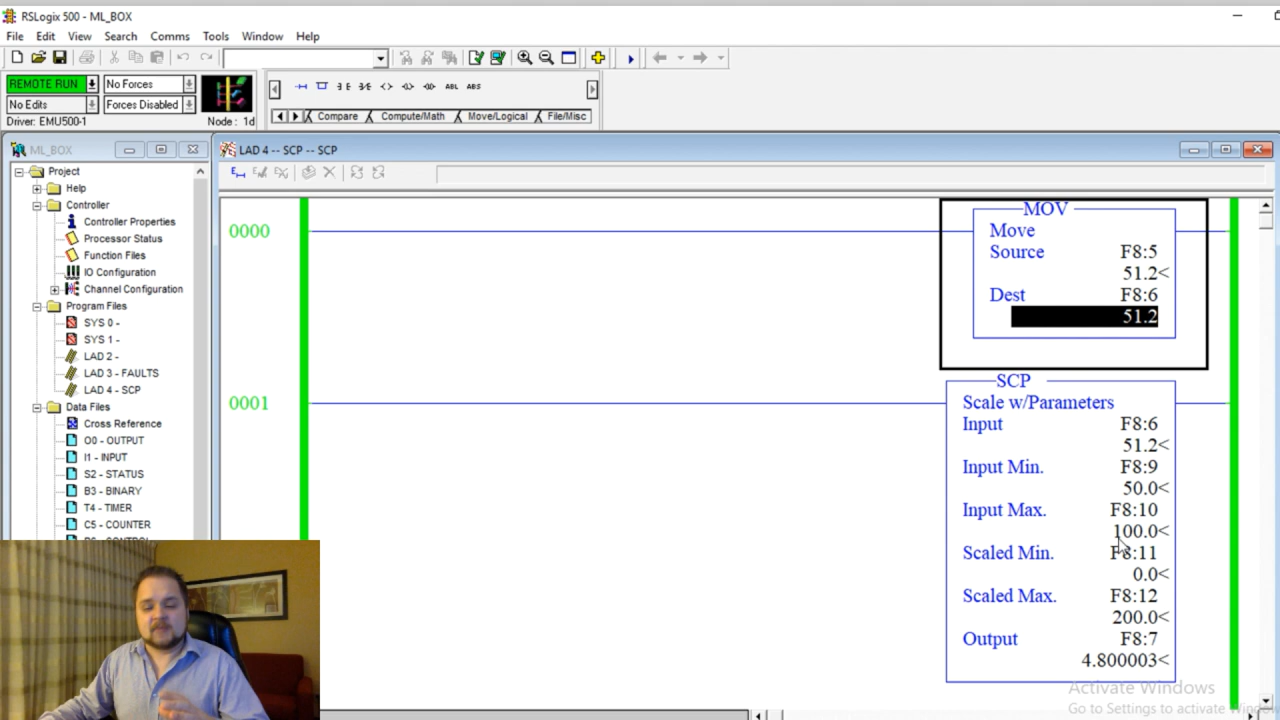 RSLogix 500 - ML_BOX
File Edit View Search Comms Tools Window Help
REMOTE RUN No Forces
No Edits Forces Disabled
Driver: EMU500-1 Node: 1d
ABL ABS
Compare Compute/Math Move/Logical File/Misc
ML_BOX
Project
Help
Controller
Controller Properties
Processor Status
Function Files
IO Configuration
Channel Configuration
Program Files
SYS 0 -
SYS 1 -
LAD 2 -
LAD 3 - FAULTS
LAD 4 - SCP
Data Files
Cross Reference
O0 - OUTPUT
I1 - INPUT
S2 - STATUS
B3 - BINARY
T4 - TIMER
C5 - COUNTER
LAD 4 -- SCP -- SCP
0000
MOV
Move
Source F8:5
51.2<
Dest F8:6
51.2
0001
SCP
Scale w/Parameters
Input F8:6
51.2<
Input Min. F8:9
50.0<
Input Max. F8:10
100.0<
Scaled Min. F8:11
0.0<
Scaled Max. F8:12
200.0<
Output F8:7
4.800003<
Activate Windows
Go to Settings to activate Windows